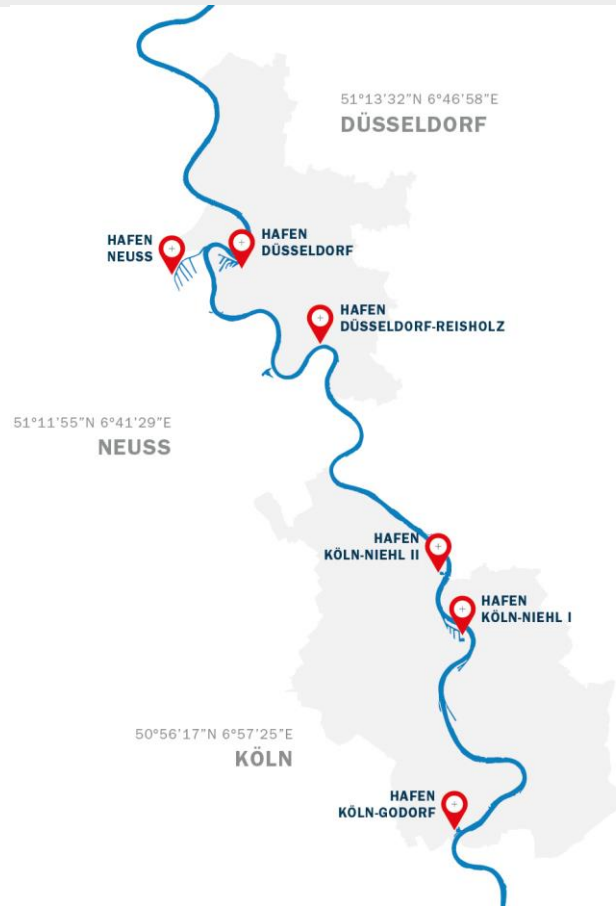 51°13'32"N 6°46'58"E
DÜSSELDORF
HAFEN
NEUSS
HAFEN
DÜSSELDORF
HAFEN
DÜSSELDORF-REISHOLZ
51°11'55"N 6°41'29"E
NEUSS
HAFEN
KÖLN-NIEHL II
HAFEN
KÖLN-NIEHL I
50°56'17"N 6°57'25"E
KÖLN
HAFEN
KÖLN-GODORF